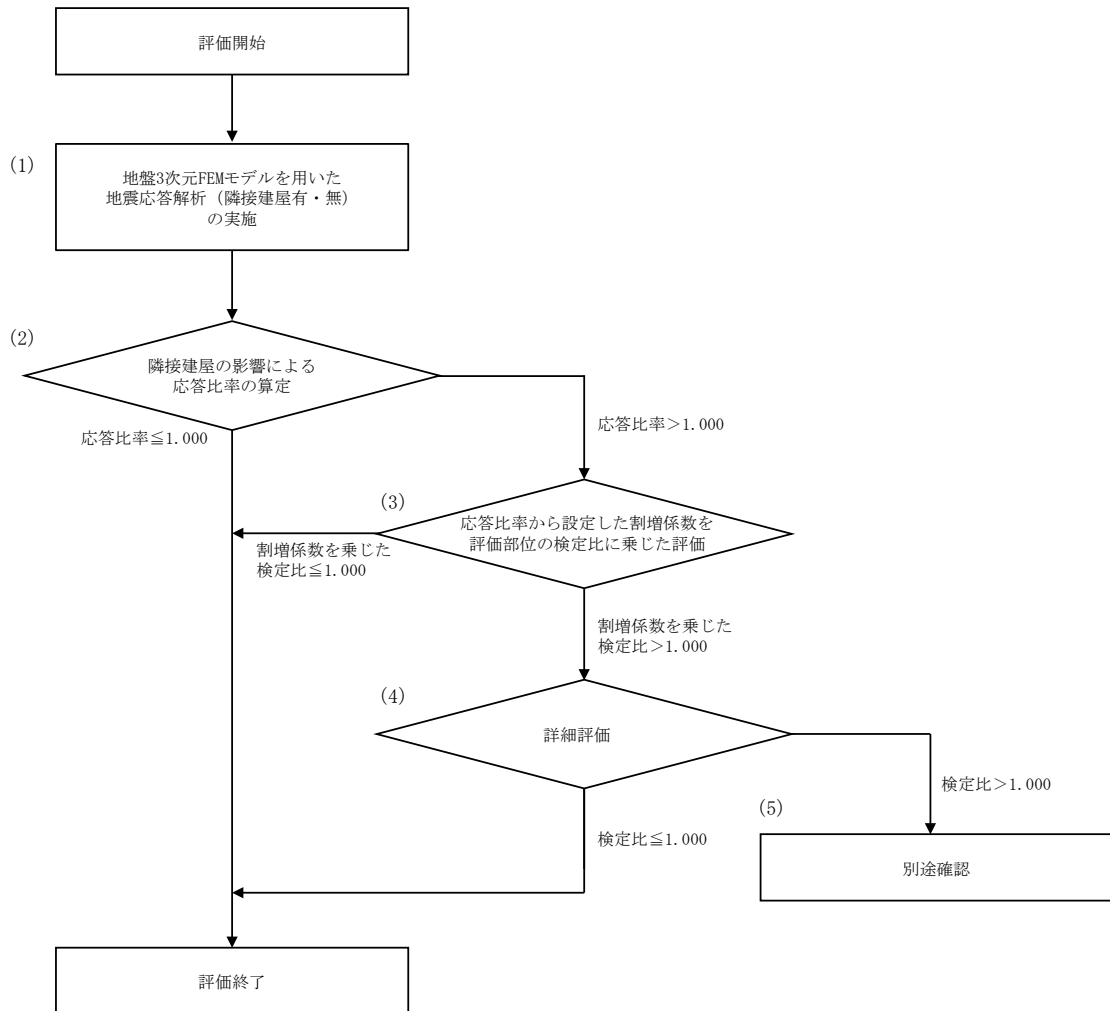 評価開始
(1)
地盤3次元FEMモデルを用いた
地震応答解析（隣接建屋有・無）
の実施
(2)
隣接建屋の影響による
応答比率の算定
応答比率≦1.000
応答比率＞1.000
(3)
応答比率から設定した割増係数を
評価部位の検定比に乗じた評価
割増係数を乗じた
検定比≦1.000
割増係数を乗じた
検定比＞1.000
(4)
詳細評価
検定比＞1.000
検定比≦1.000
(5)
別途確認
評価終了